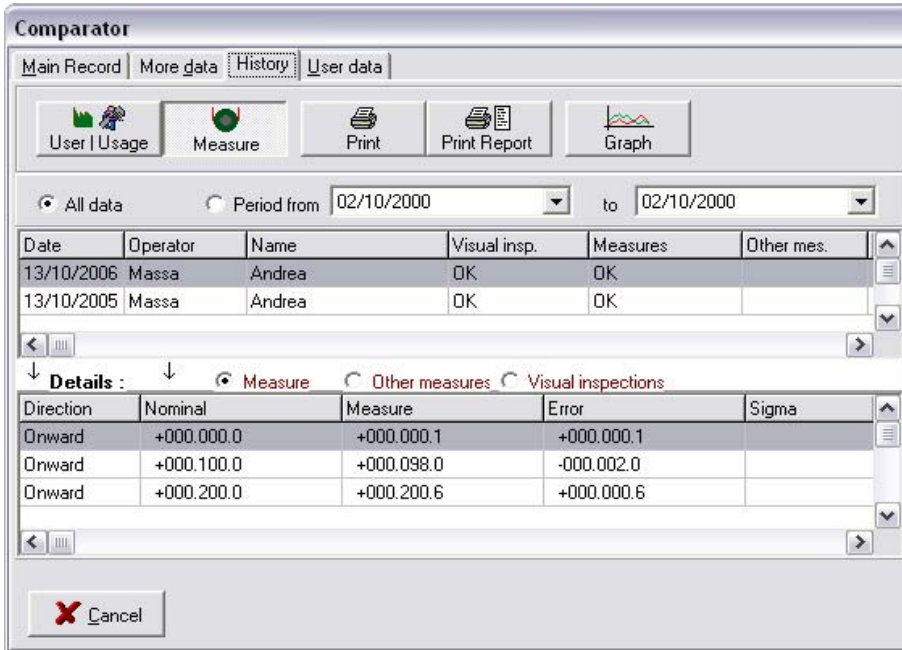 Comparator
Main Record More data History User data
User | Usage Measure Print Print Report Graph
All data Period from 02/10/2000 to 02/10/2000
Date Operator Name Visual insp. Measures Other mes.
13/10/2006 Massa Andrea OK OK
13/10/2005 Massa Andrea OK OK
↓ Details : ↓ Measure Other measures Visual inspections
Direction Nominal Measure Error Sigma
Onward +000.000.0 +000.000.1 +000.000.1
Onward +000.100.0 +000.098.0 -000.002.0
Onward +000.200.0 +000.200.6 +000.000.6
Cancel